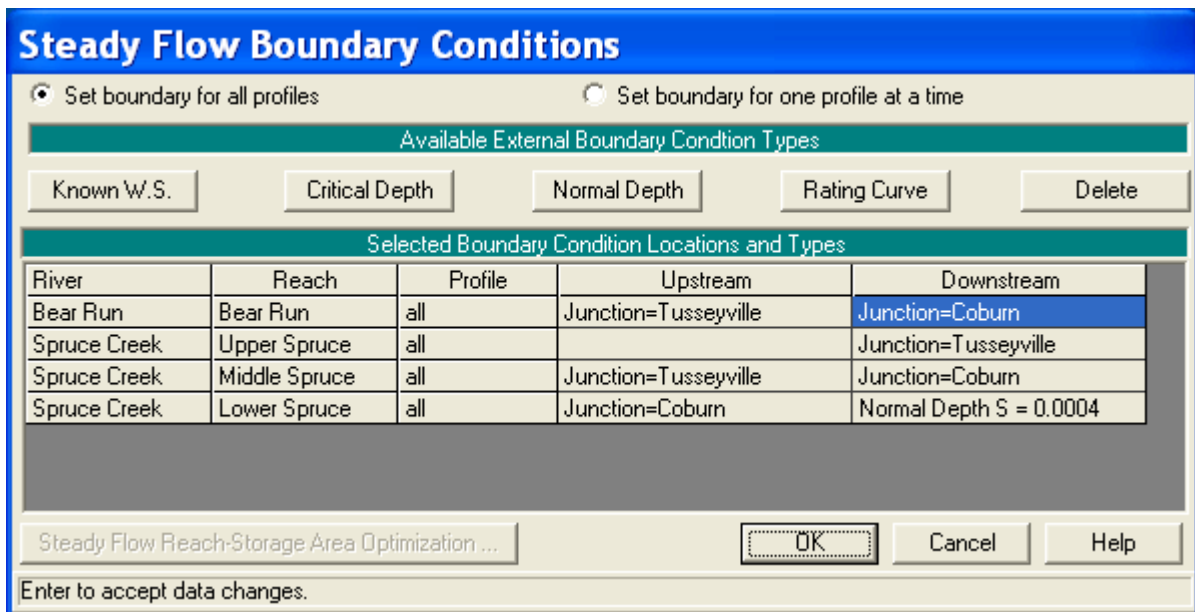 Steady Flow Boundary Conditions
Set boundary for all profiles Set boundary for one profile at a time
Available External Boundary Condtion Types
Known W.S. Critical Depth Normal Depth Rating Curve Delete
Selected Boundary Condition Locations and Types
River Reach Profile Upstream Downstream
Bear Run Bear Run all Junction=Tusseyville Junction=Coburn
Spruce Creek Upper Spruce all Junction=Tusseyville
Spruce Creek Middle Spruce all Junction=Tusseyville Junction=Coburn
Spruce Creek Lower Spruce all Junction=Coburn Normal Depth S = 0.0004
Steady Flow Reach-Storage Area Optimization ... OK Cancel Help
Enter to accept data changes.